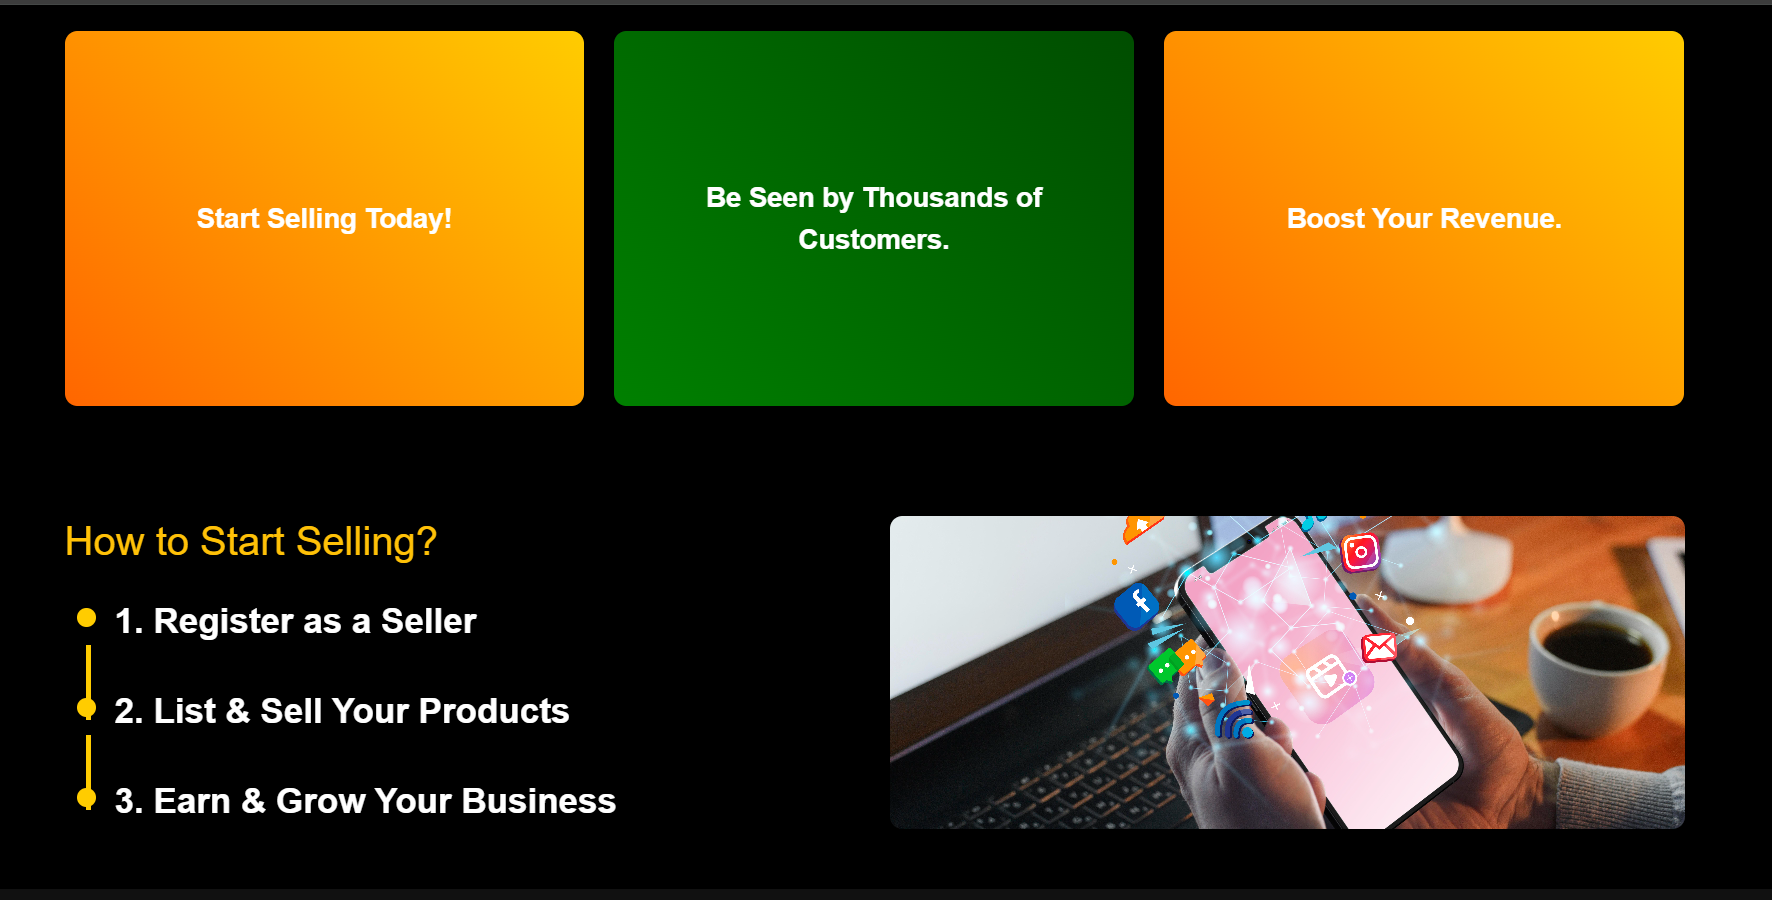 Start Selling Today!
Be Seen by Thousands of
Customers.
Boost Your Revenue.
How to Start Selling?
1. Register as a Seller
2. List & Sell Your Products
3. Earn & Grow Your Business